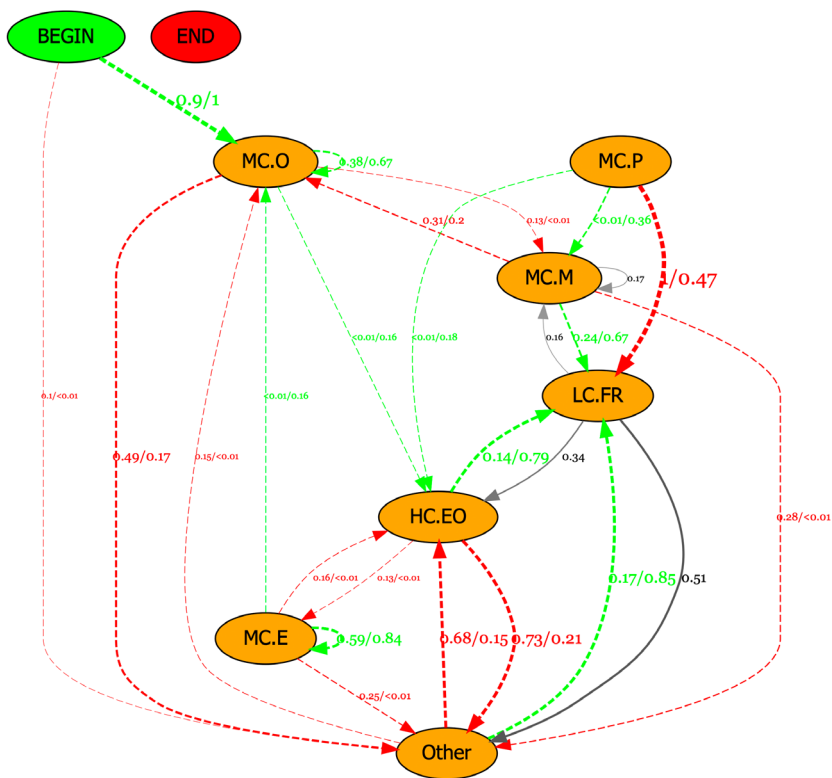 BEGIN
END
0.9/1
MC.O
0.38/0.67
MC.P
0.31/0.2
0.13/<0.01
<0.01/0.36
1/0.47
MC.M
0.17
<0.01/0.16
<0.01/0.18
0.16
0.24/0.67
0.1/<0.01
<0.01/0.16
LC.FR
0.49/0.17
0.15/<0.01
0.14/0.79
0.34
HC.EO
0.28/<0.01
0.16/<0.01
0.13/<0.01
0.17/0.85
0.51
MC.E
0.59/0.84
0.68/0.15
0.73/0.21
0.25/<0.01
Other